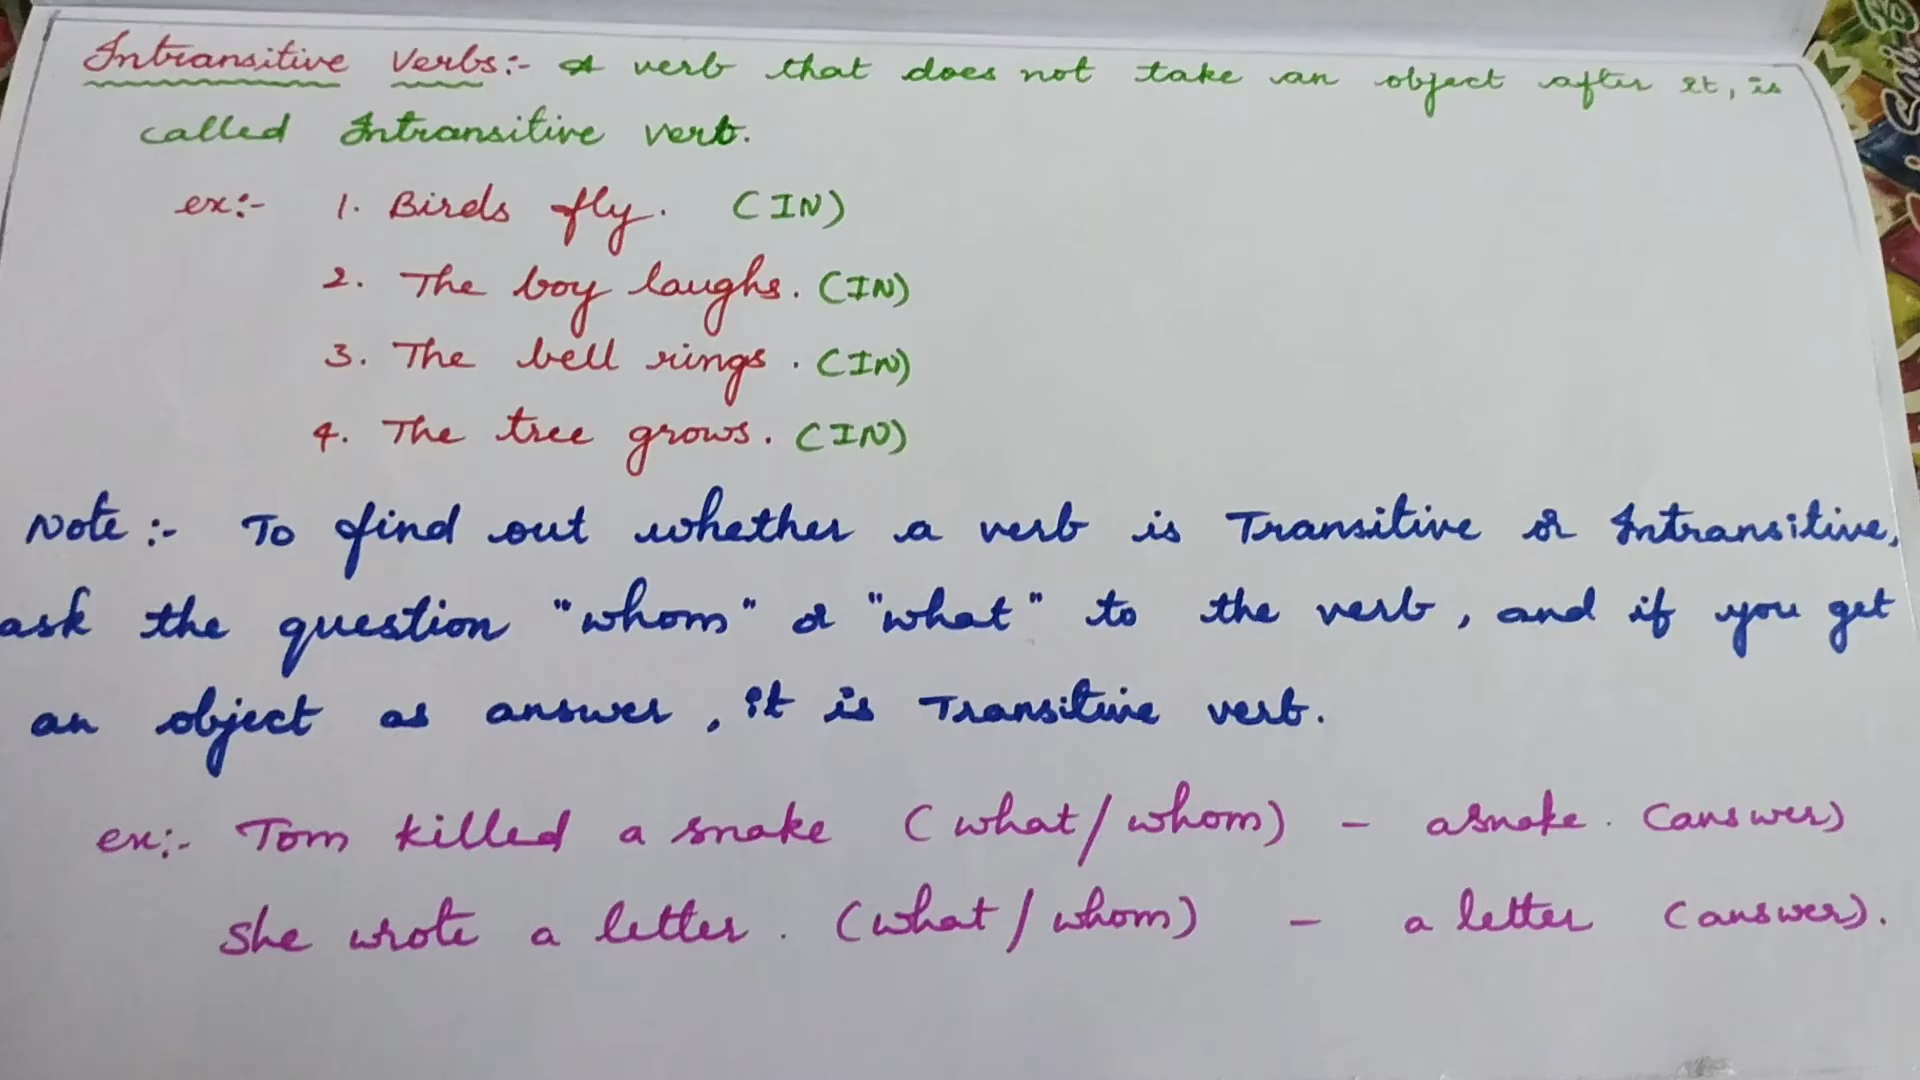 Intransitive Verbs:- A verb that does not take an object after it, is
called Intransitive verb.
ex:- 1. Birds fly. (IN)
2. The boy laughs. (IN)
3. The bell rings. (IN)
4. The tree grows. (IN)
Note:- To find out whether a verb is Transitive or Intransitive,
ask the question "whom" or "what" to the verb, and if you get
an object as answer, it is Transitive verb.
ex:- Tom killed a snake (what/whom) - a snake. (answer)
She wrote a letter. (what/whom) - a letter (answer).